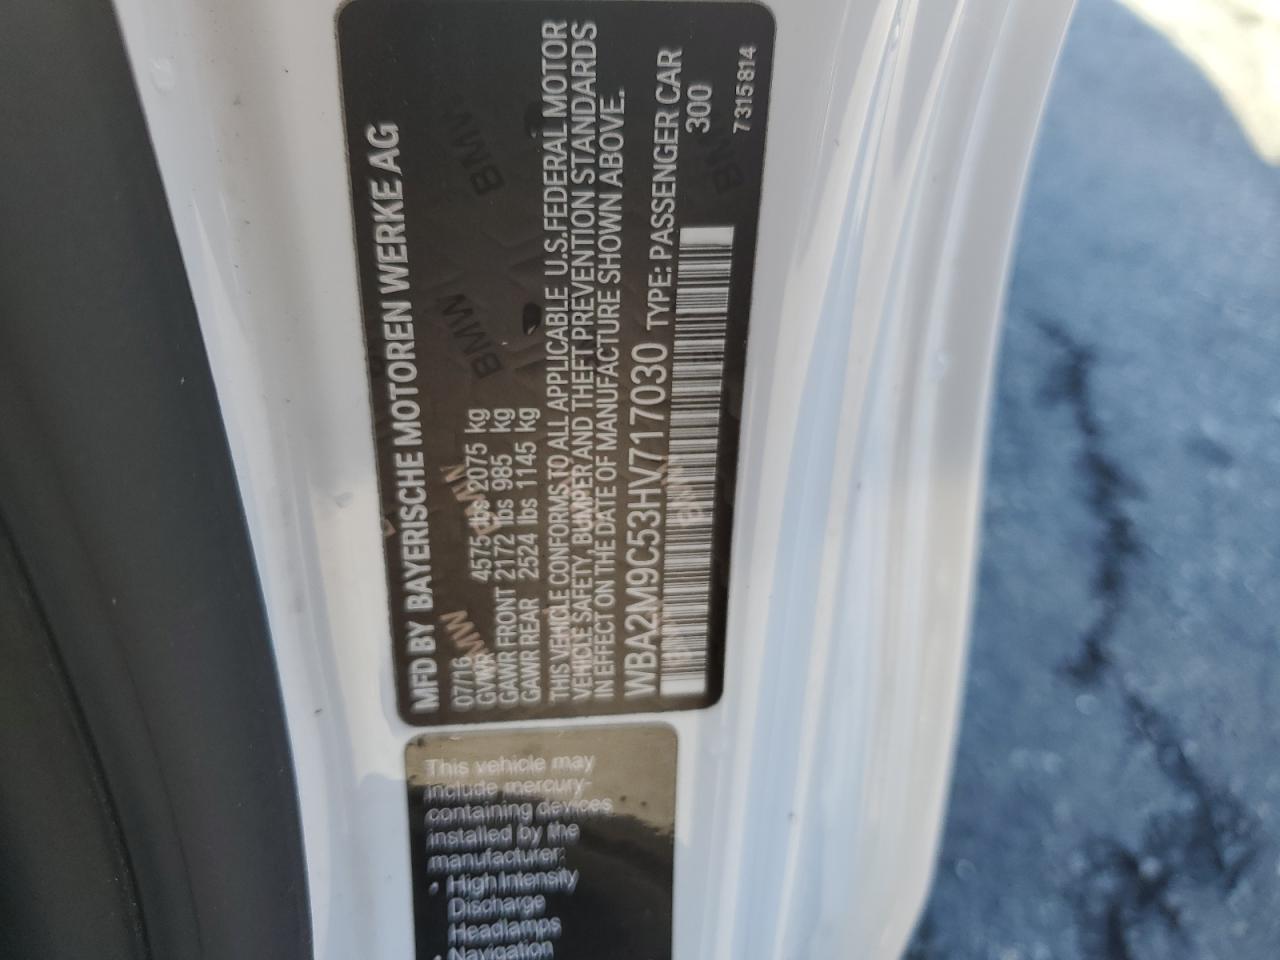 MFD BY BAYERISCHE MOTOREN WERKE AG
07/16
GVWR 4575 lbs 2075 kg
GAWR FRONT 2172 lbs 985 kg
GAWR REAR 2524 lbs 1145 kg
THIS VEHICLE CONFORMS TO ALL APPLICABLE U.S.FEDERAL MOTOR
VEHICLE SAFETY, BUMPER AND THEFT PREVENTION STANDARDS
IN EFFECT ON THE DATE OF MANUFACTURE SHOWN ABOVE.
WBA2M9C53HV717030 TYPE: PASSENGER CAR
300
7 315 814
This vehicle may
include mercury-
containing devices
installed by the
manufacturer:
• High Intensity
Discharge
Headlamps
• Navigation